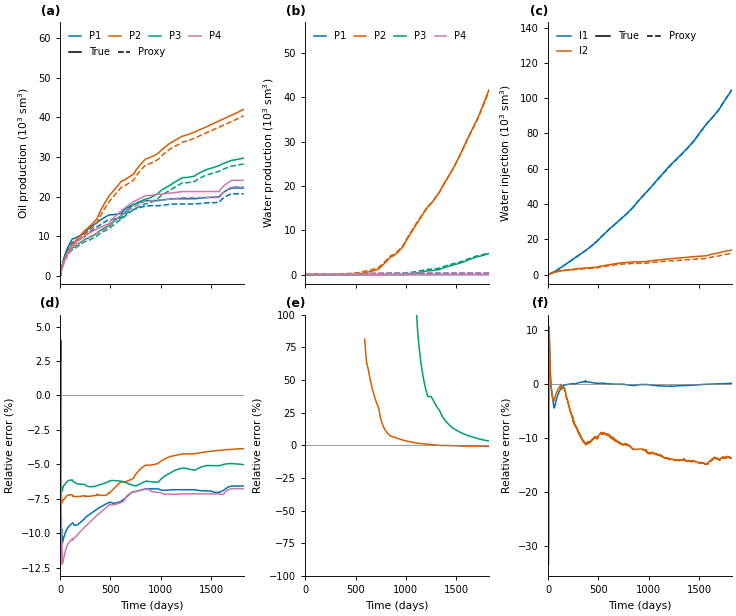 (a)
P1 P2 P3 P4
True Proxy
Oil production (10³ sm³)
60
50
40
30
20
10
0
(b)
P1 P2 P3 P4
Water production (10³ sm³)
50
40
30
20
10
0
(c)
I1 True Proxy
I2
Water injection (10³ sm³)
140
120
100
80
60
40
20
0
(d)
Relative error (%)
5.0
2.5
0.0
−2.5
−5.0
−7.5
−10.0
−12.5
0 500 1000 1500
Time (days)
(e)
Relative error (%)
100
75
50
25
0
−25
−50
−75
−100
0 500 1000 1500
Time (days)
(f)
Relative error (%)
10
0
−10
−20
−30
0 500 1000 1500
Time (days)